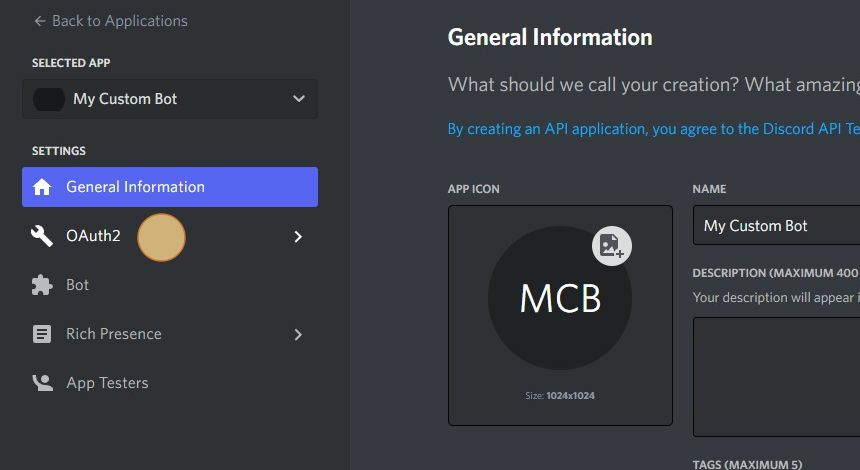 Back to Applications
SELECTED APP
My Custom Bot
SETTINGS
General Information
OAuth2
Bot
Rich Presence
App Testers
General Information
What should we call your creation? What amazing
By creating an API application, you agree to the Discord API Te
APP ICON
MCB
Size: 1024x1024
NAME
My Custom Bot
DESCRIPTION (MAXIMUM 400
Your description will appear i
TAGS (MAXIMUM 5)